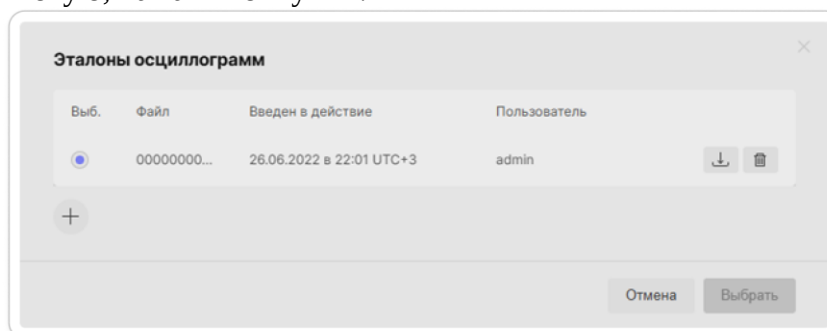 Эталоны осциллограмм
Выб. Файл Введен в действие Пользователь
00000000... 26.06.2022 в 22:01 UTC+3 admin
Отмена Выбрать